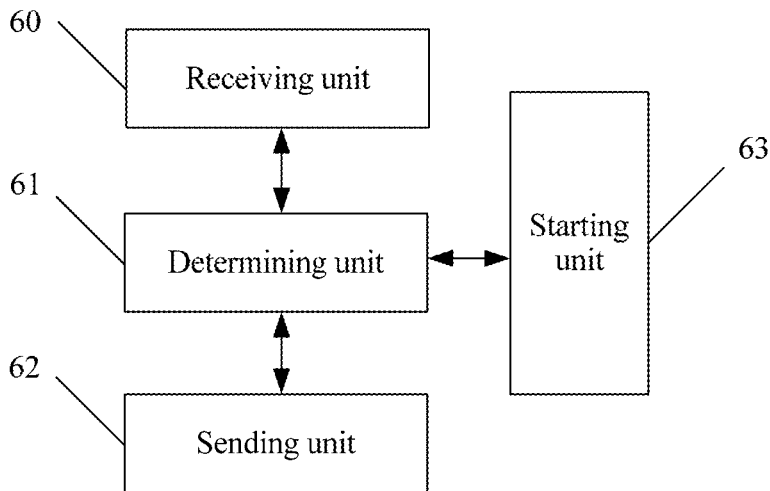 60
Receiving unit
61
Determining unit
62
Sending unit
63
Starting
unit